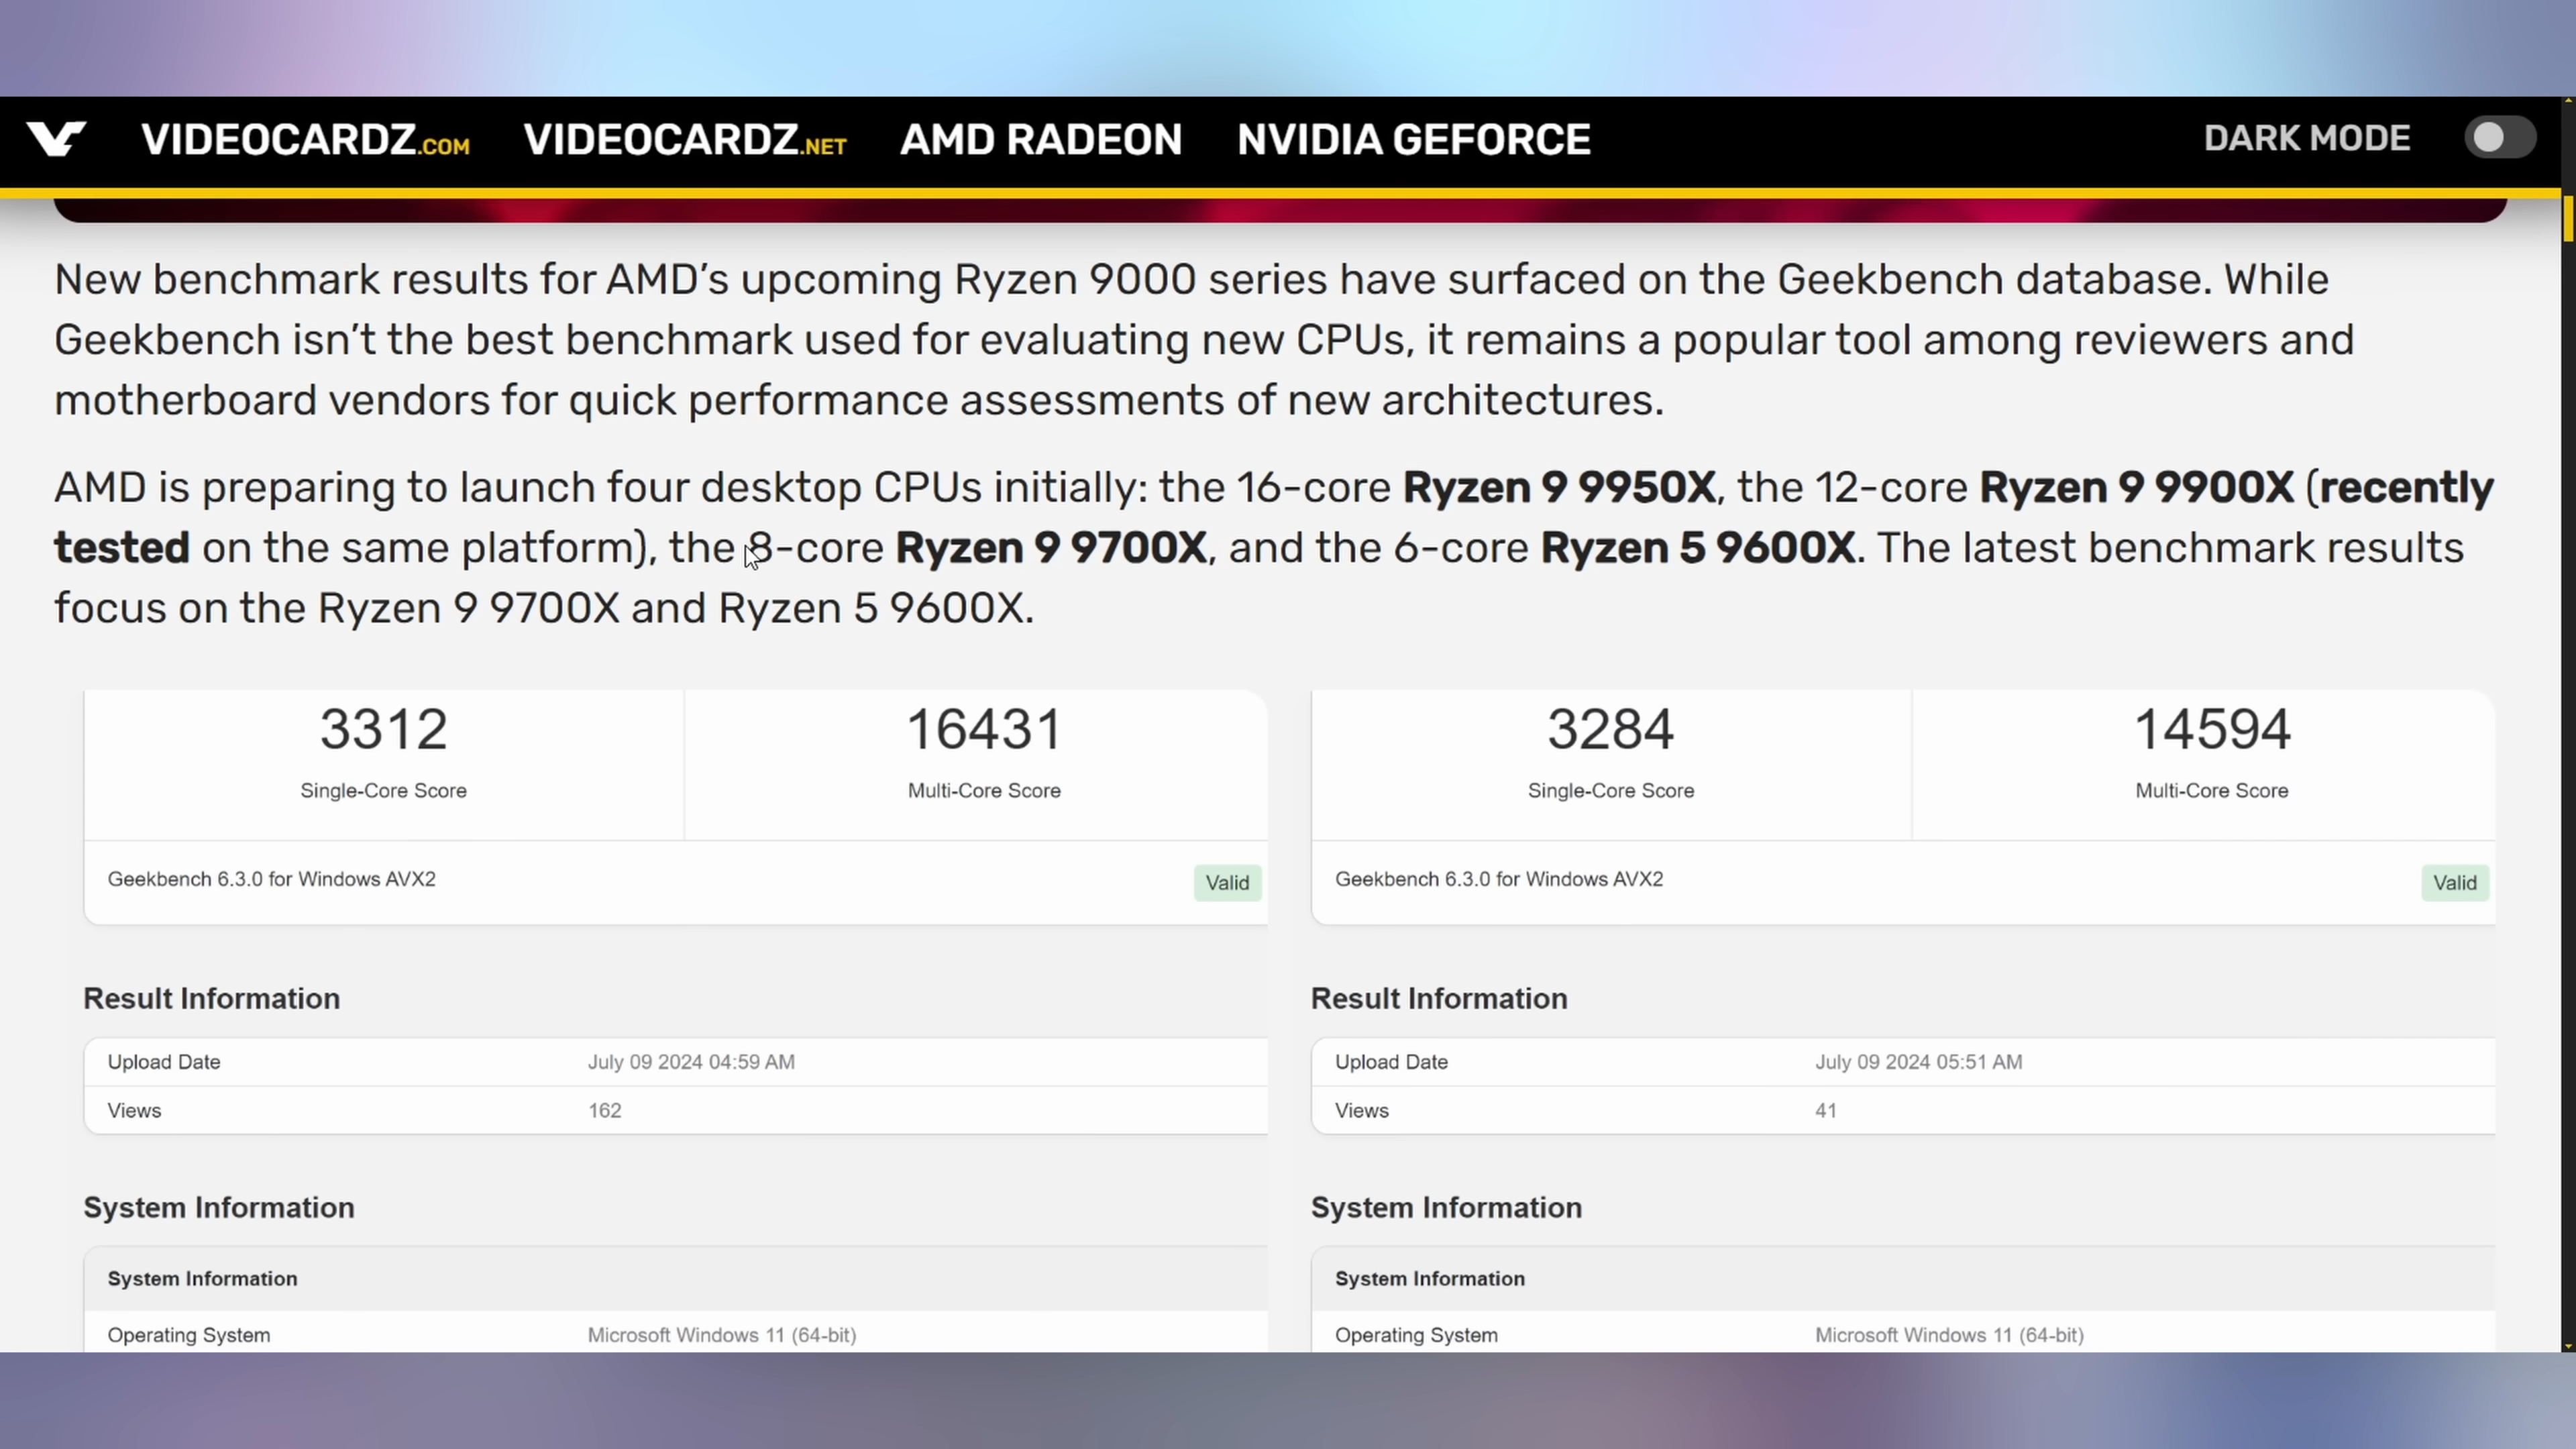 VIDEOCARDZ.COM VIDEOCARDZ.NET AMD RADEON NVIDIA GEFORCE DARK MODE
New benchmark results for AMD’s upcoming Ryzen 9000 series have surfaced on the Geekbench database. While
Geekbench isn’t the best benchmark used for evaluating new CPUs, it remains a popular tool among reviewers and
motherboard vendors for quick performance assessments of new architectures.
AMD is preparing to launch four desktop CPUs initially: the 16-core Ryzen 9 9950X, the 12-core Ryzen 9 9900X (recently
tested on the same platform), the 8-core Ryzen 9 9700X, and the 6-core Ryzen 5 9600X. The latest benchmark results
focus on the Ryzen 9 9700X and Ryzen 5 9600X.
3312 16431
Single-Core Score Multi-Core Score
Geekbench 6.3.0 for Windows AVX2 Valid
Result Information
Upload Date July 09 2024 04:59 AM
Views 162
System Information
System Information
Operating System Microsoft Windows 11 (64-bit)
3284 14594
Single-Core Score Multi-Core Score
Geekbench 6.3.0 for Windows AVX2 Valid
Result Information
Upload Date July 09 2024 05:51 AM
Views 41
System Information
System Information
Operating System Microsoft Windows 11 (64-bit)